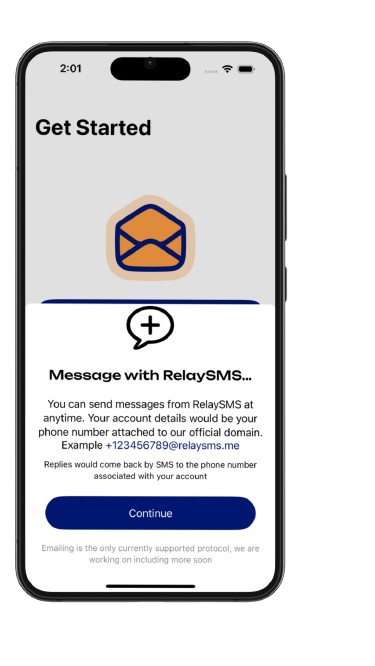 2:01
Get Started
Message with RelaySMS...
You can send messages from RelaySMS at
anytime. Your account details would be your
phone number attached to our official domain.
Example +123456789@relaysms.me
Replies would come back by SMS to the phone number
associated with your account
Continue
Emailing is the only currently supported protocol, we are
working on including more soon